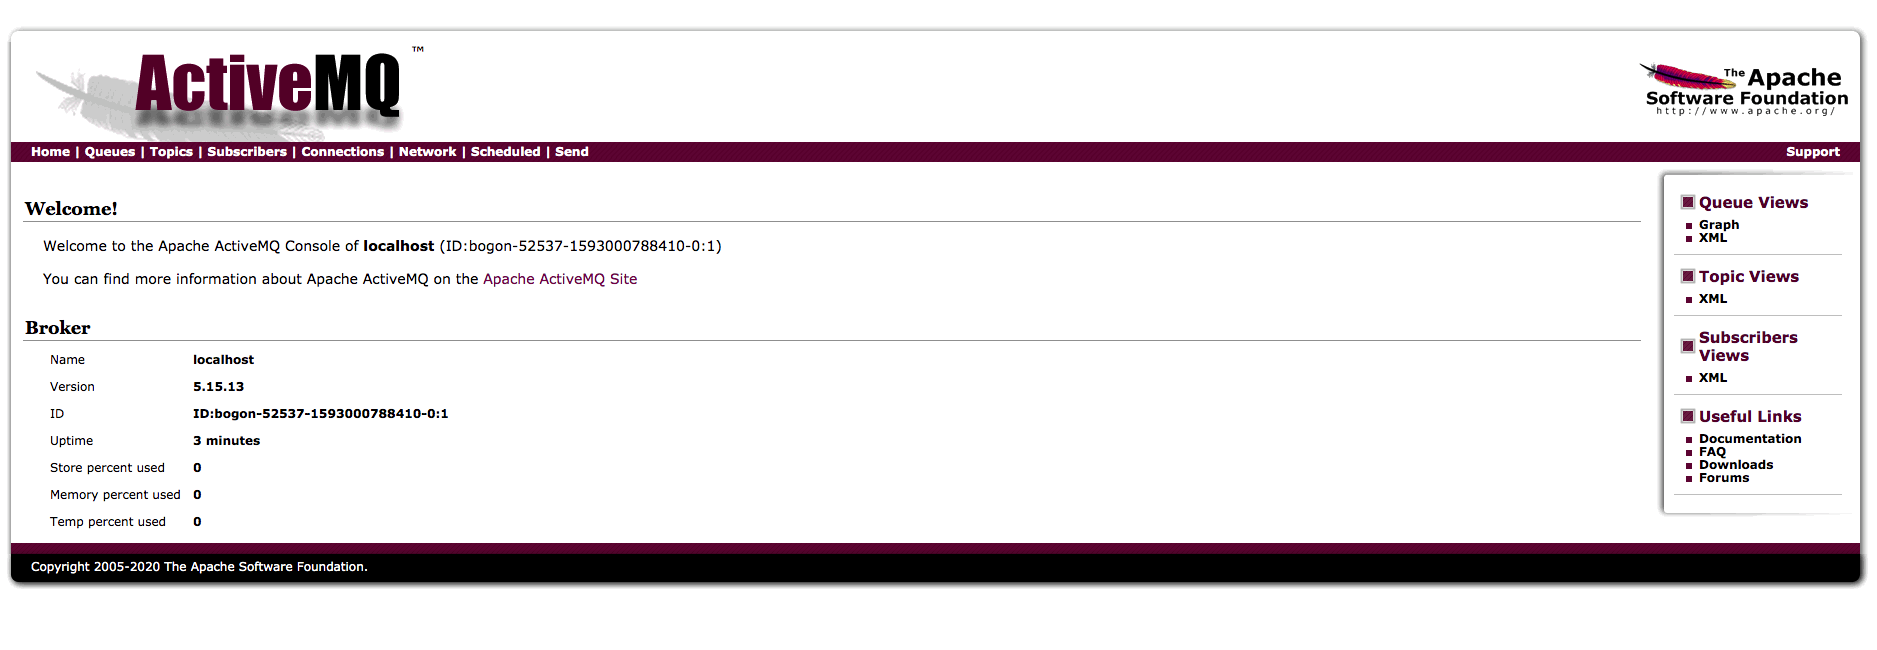 ActiveMQ ™
The Apache
Software Foundation
http://www.apache.org/
Home | Queues | Topics | Subscribers | Connections | Network | Scheduled | Send
Support
Welcome!
Welcome to the Apache ActiveMQ Console of localhost (ID:bogon-52537-1593000788410-0:1)
You can find more information about Apache ActiveMQ on the Apache ActiveMQ Site
Broker
Name localhost
Version 5.15.13
ID ID:bogon-52537-1593000788410-0:1
Uptime 3 minutes
Store percent used 0
Memory percent used 0
Temp percent used 0
Queue Views
Graph
XML
Topic Views
XML
Subscribers
Views
XML
Useful Links
Documentation
FAQ
Downloads
Forums
Copyright 2005-2020 The Apache Software Foundation.